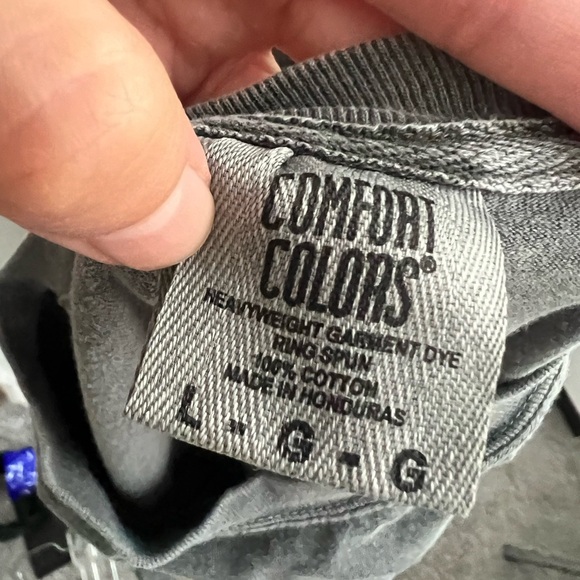 COMFORT
COLORS®
HEAVYWEIGHT GARMENT DYE
RING SPUN
100% COTTON
MADE IN HONDURAS
L - G - G